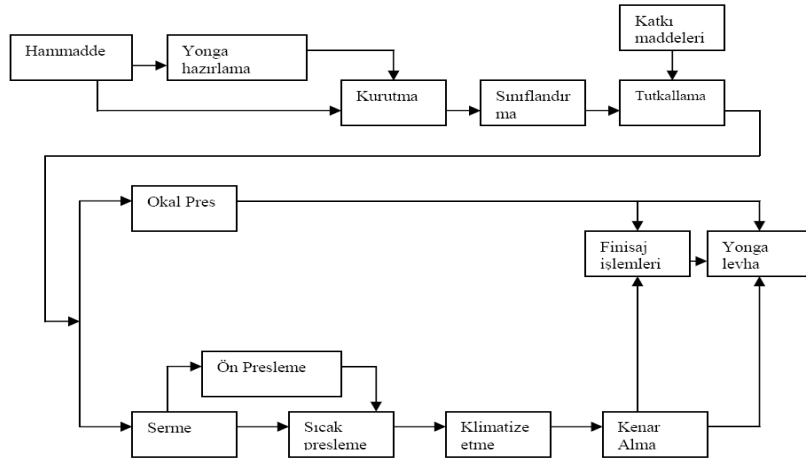 Katkı
maddeleri
Hammadde
Yonga
hazırlama
Kurutma
Sınıflandır
ma
Tutkallama
Okal Pres
Finisaj
işlemleri
Yonga
levha
Ön Presleme
Serme
Sıcak
presleme
Klimatize
etme
Kenar
Alma